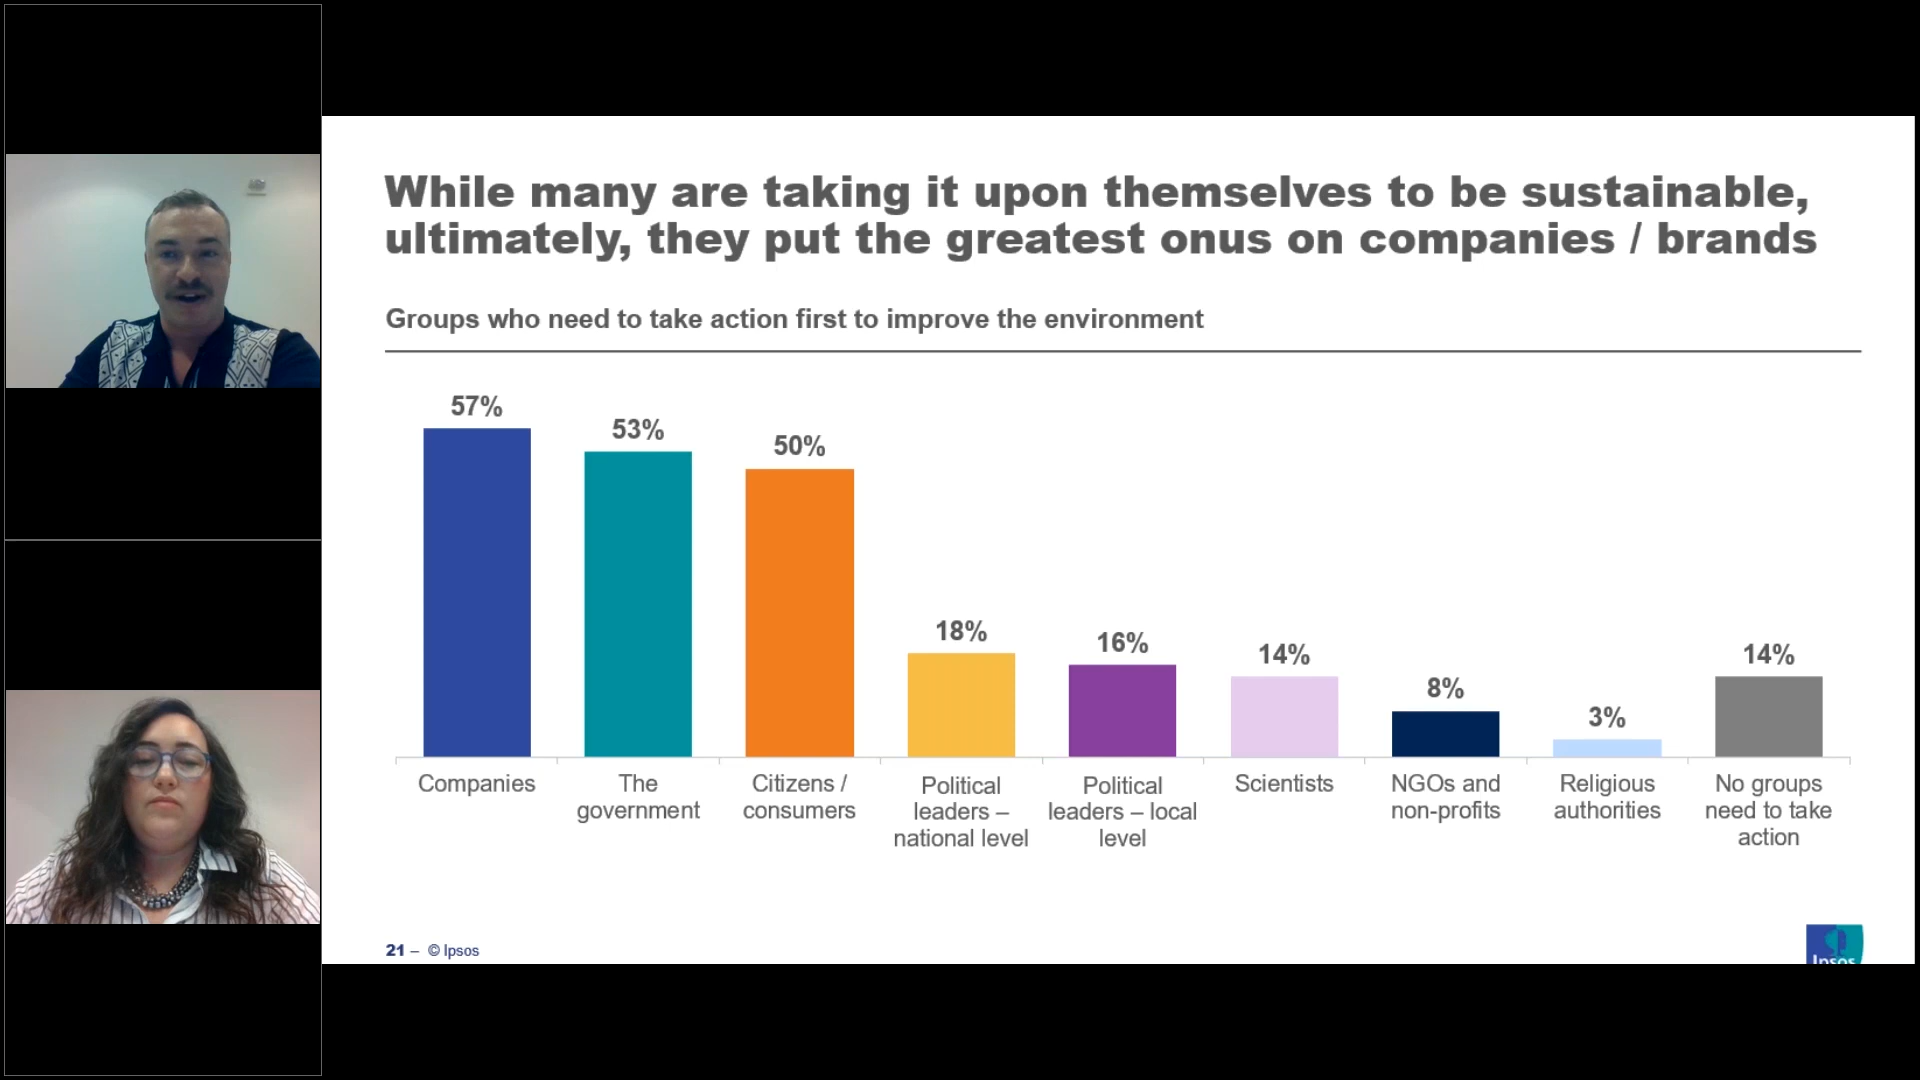 While many are taking it upon themselves to be sustainable,
ultimately, they put the greatest onus on companies / brands
Groups who need to take action first to improve the environment
57%
53%
50%
18%
16%
14%
8%
3%
14%
Companies
The
government
Citizens /
consumers
Political
leaders –
national level
Political
leaders – local
level
Scientists
NGOs and
non-profits
Religious
authorities
No groups
need to take
action
21 – © Ipsos
Ipsos